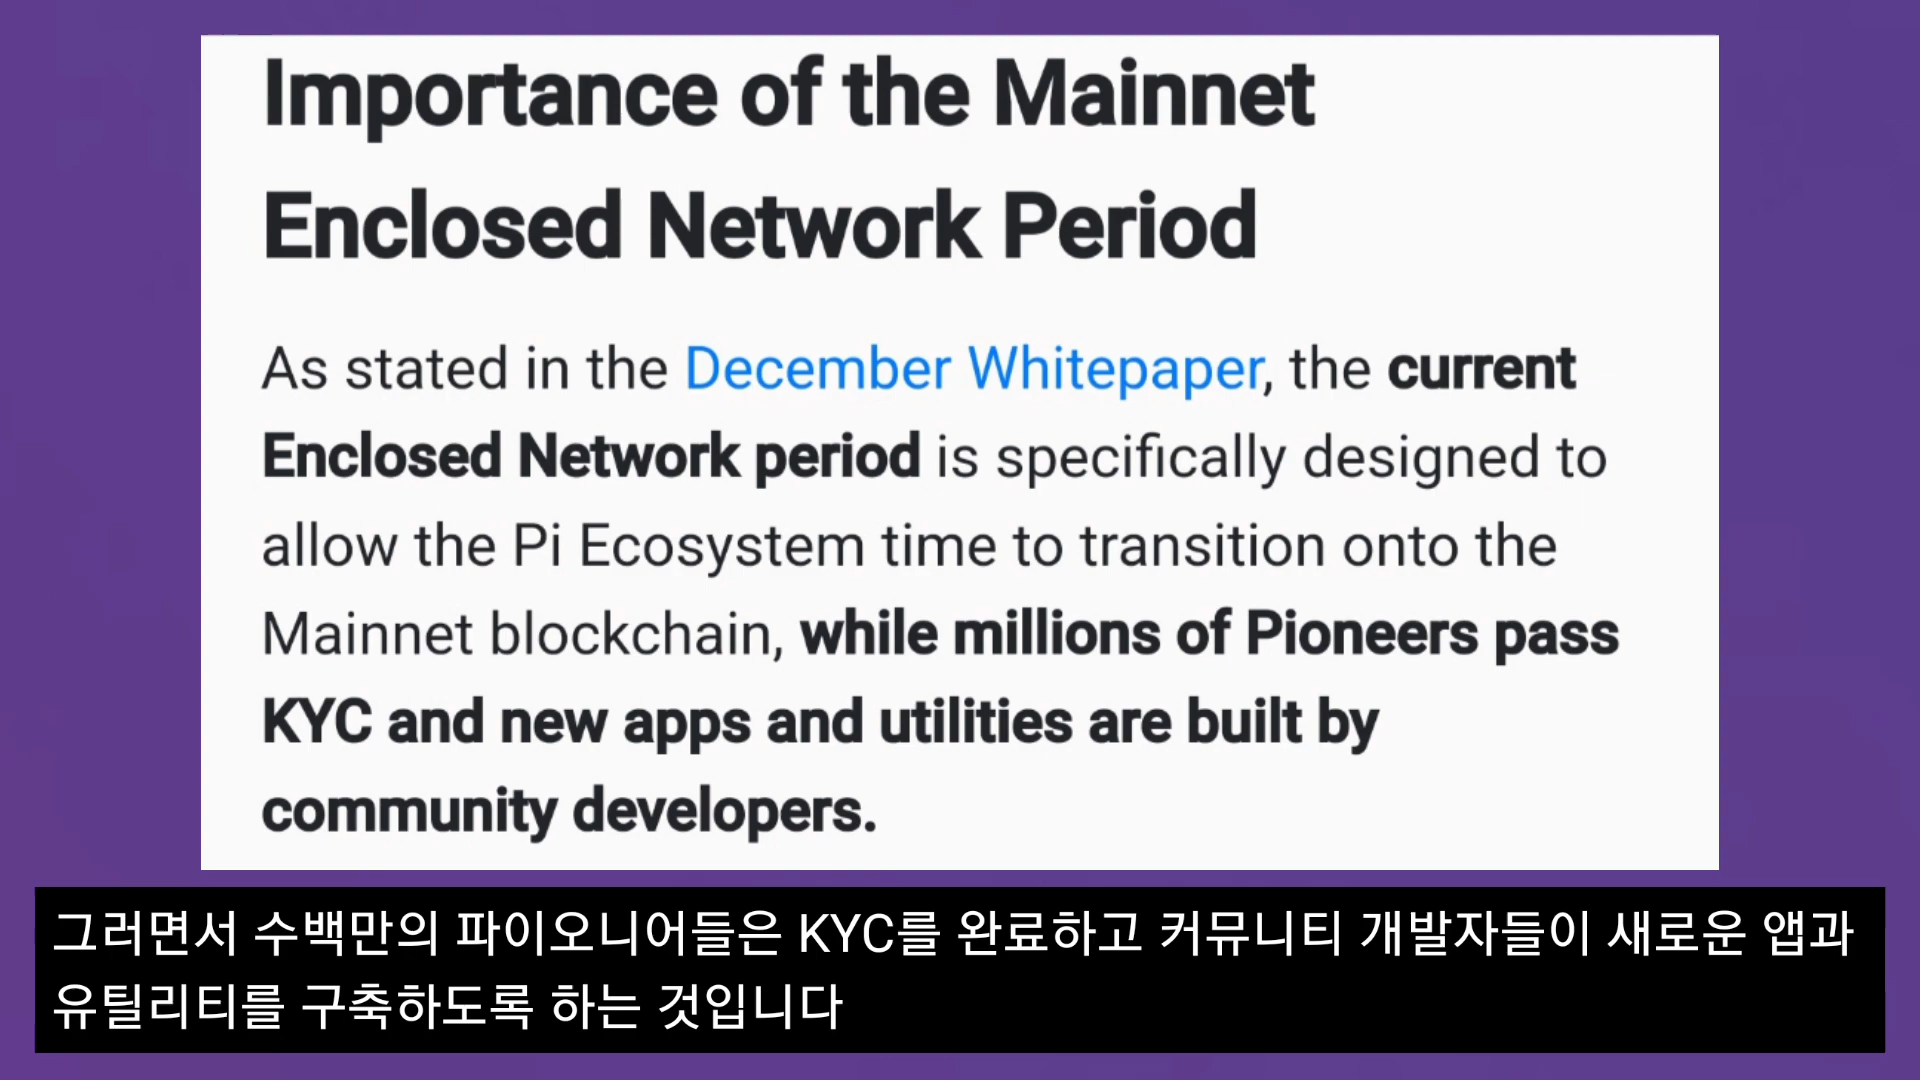 Importance of the Mainnet
Enclosed Network Period
As stated in the December Whitepaper, the current
Enclosed Network period is specifically designed to
allow the Pi Ecosystem time to transition onto the
Mainnet blockchain, while millions of Pioneers pass
KYC and new apps and utilities are built by
community developers.
그러면서 수백만의 파이오니어들은 KYC를 완료하고 커뮤니티 개발자들이 새로운 앱과
유틸리티를 구축하도록 하는 것입니다